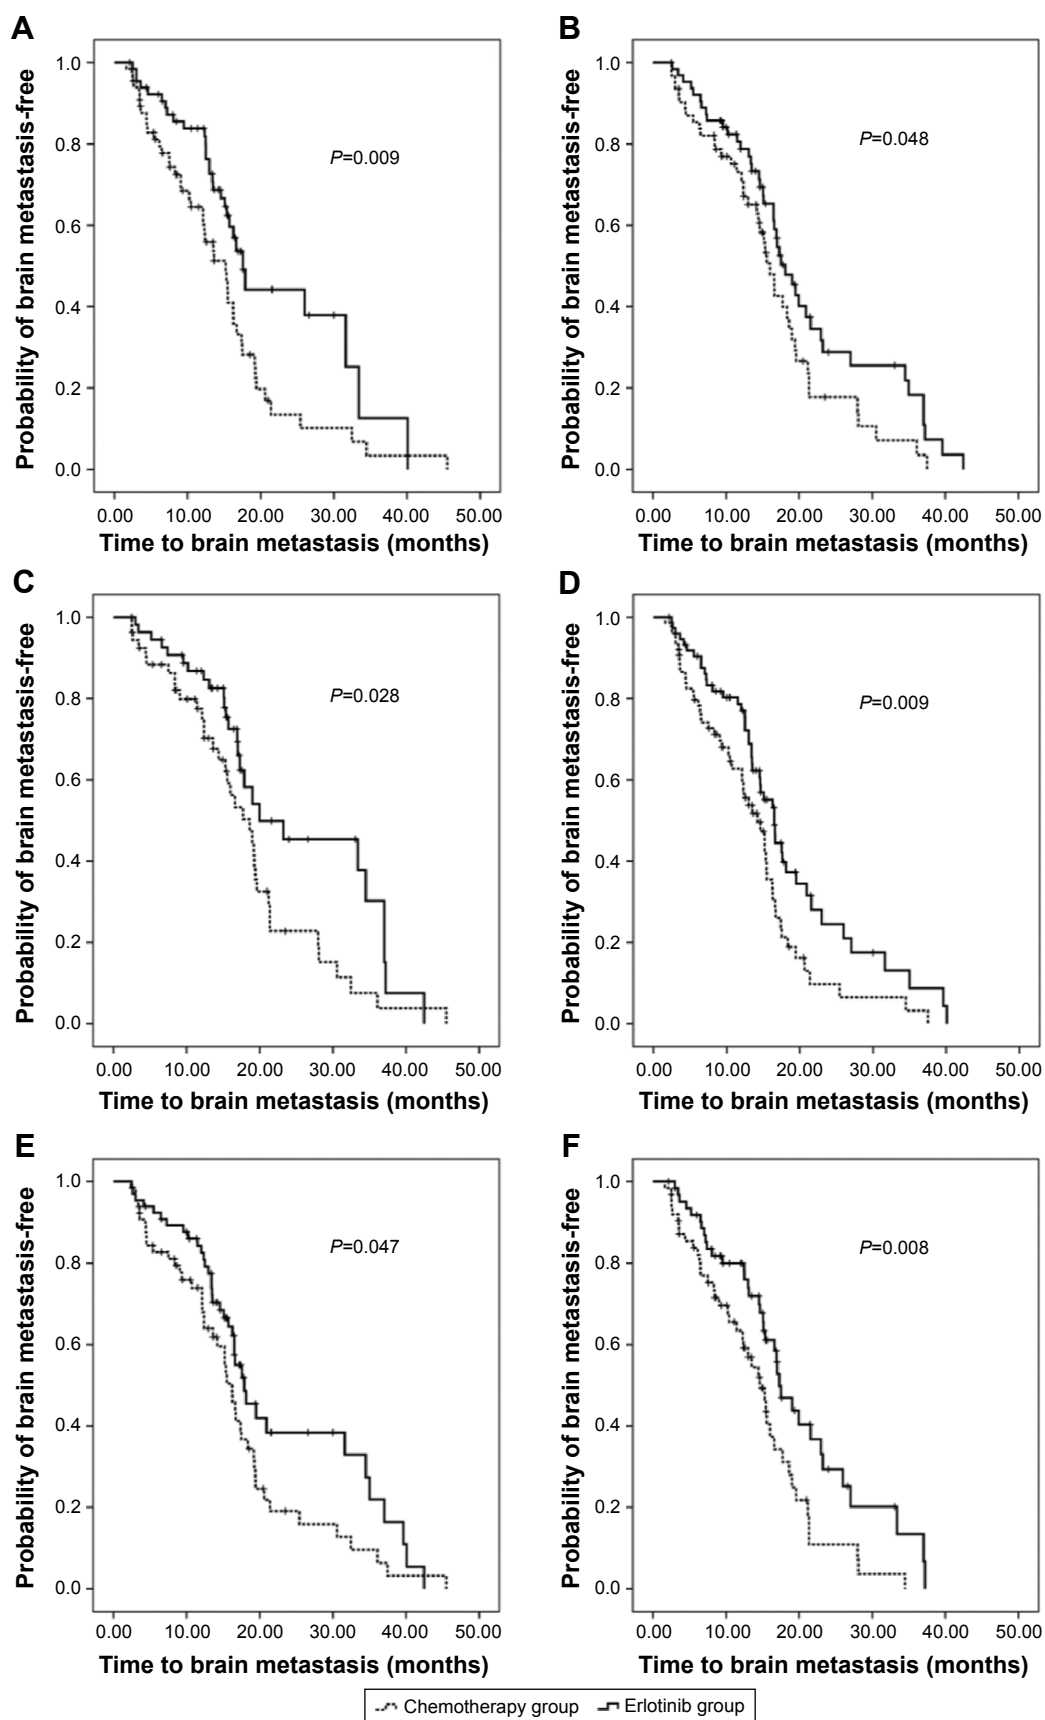 A
Probability of brain metastasis-free
1.0
0.8
0.6
0.4
0.2
0.0
P=0.009
0.00 10.00 20.00 30.00 40.00 50.00
Time to brain metastasis (months)
B
Probability of brain metastasis-free
1.0
0.8
0.6
0.4
0.2
0.0
P=0.048
0.00 10.00 20.00 30.00 40.00 50.00
Time to brain metastasis (months)
C
Probability of brain metastasis-free
1.0
0.8
0.6
0.4
0.2
0.0
P=0.028
0.00 10.00 20.00 30.00 40.00 50.00
Time to brain metastasis (months)
D
Probability of brain metastasis-free
1.0
0.8
0.6
0.4
0.2
0.0
P=0.009
0.00 10.00 20.00 30.00 40.00 50.00
Time to brain metastasis (months)
E
Probability of brain metastasis-free
1.0
0.8
0.6
0.4
0.2
0.0
P=0.047
0.00 10.00 20.00 30.00 40.00 50.00
Time to brain metastasis (months)
F
Probability of brain metastasis-free
1.0
0.8
0.6
0.4
0.2
0.0
P=0.008
0.00 10.00 20.00 30.00 40.00 50.00
Time to brain metastasis (months)
Chemotherapy group Erlotinib group